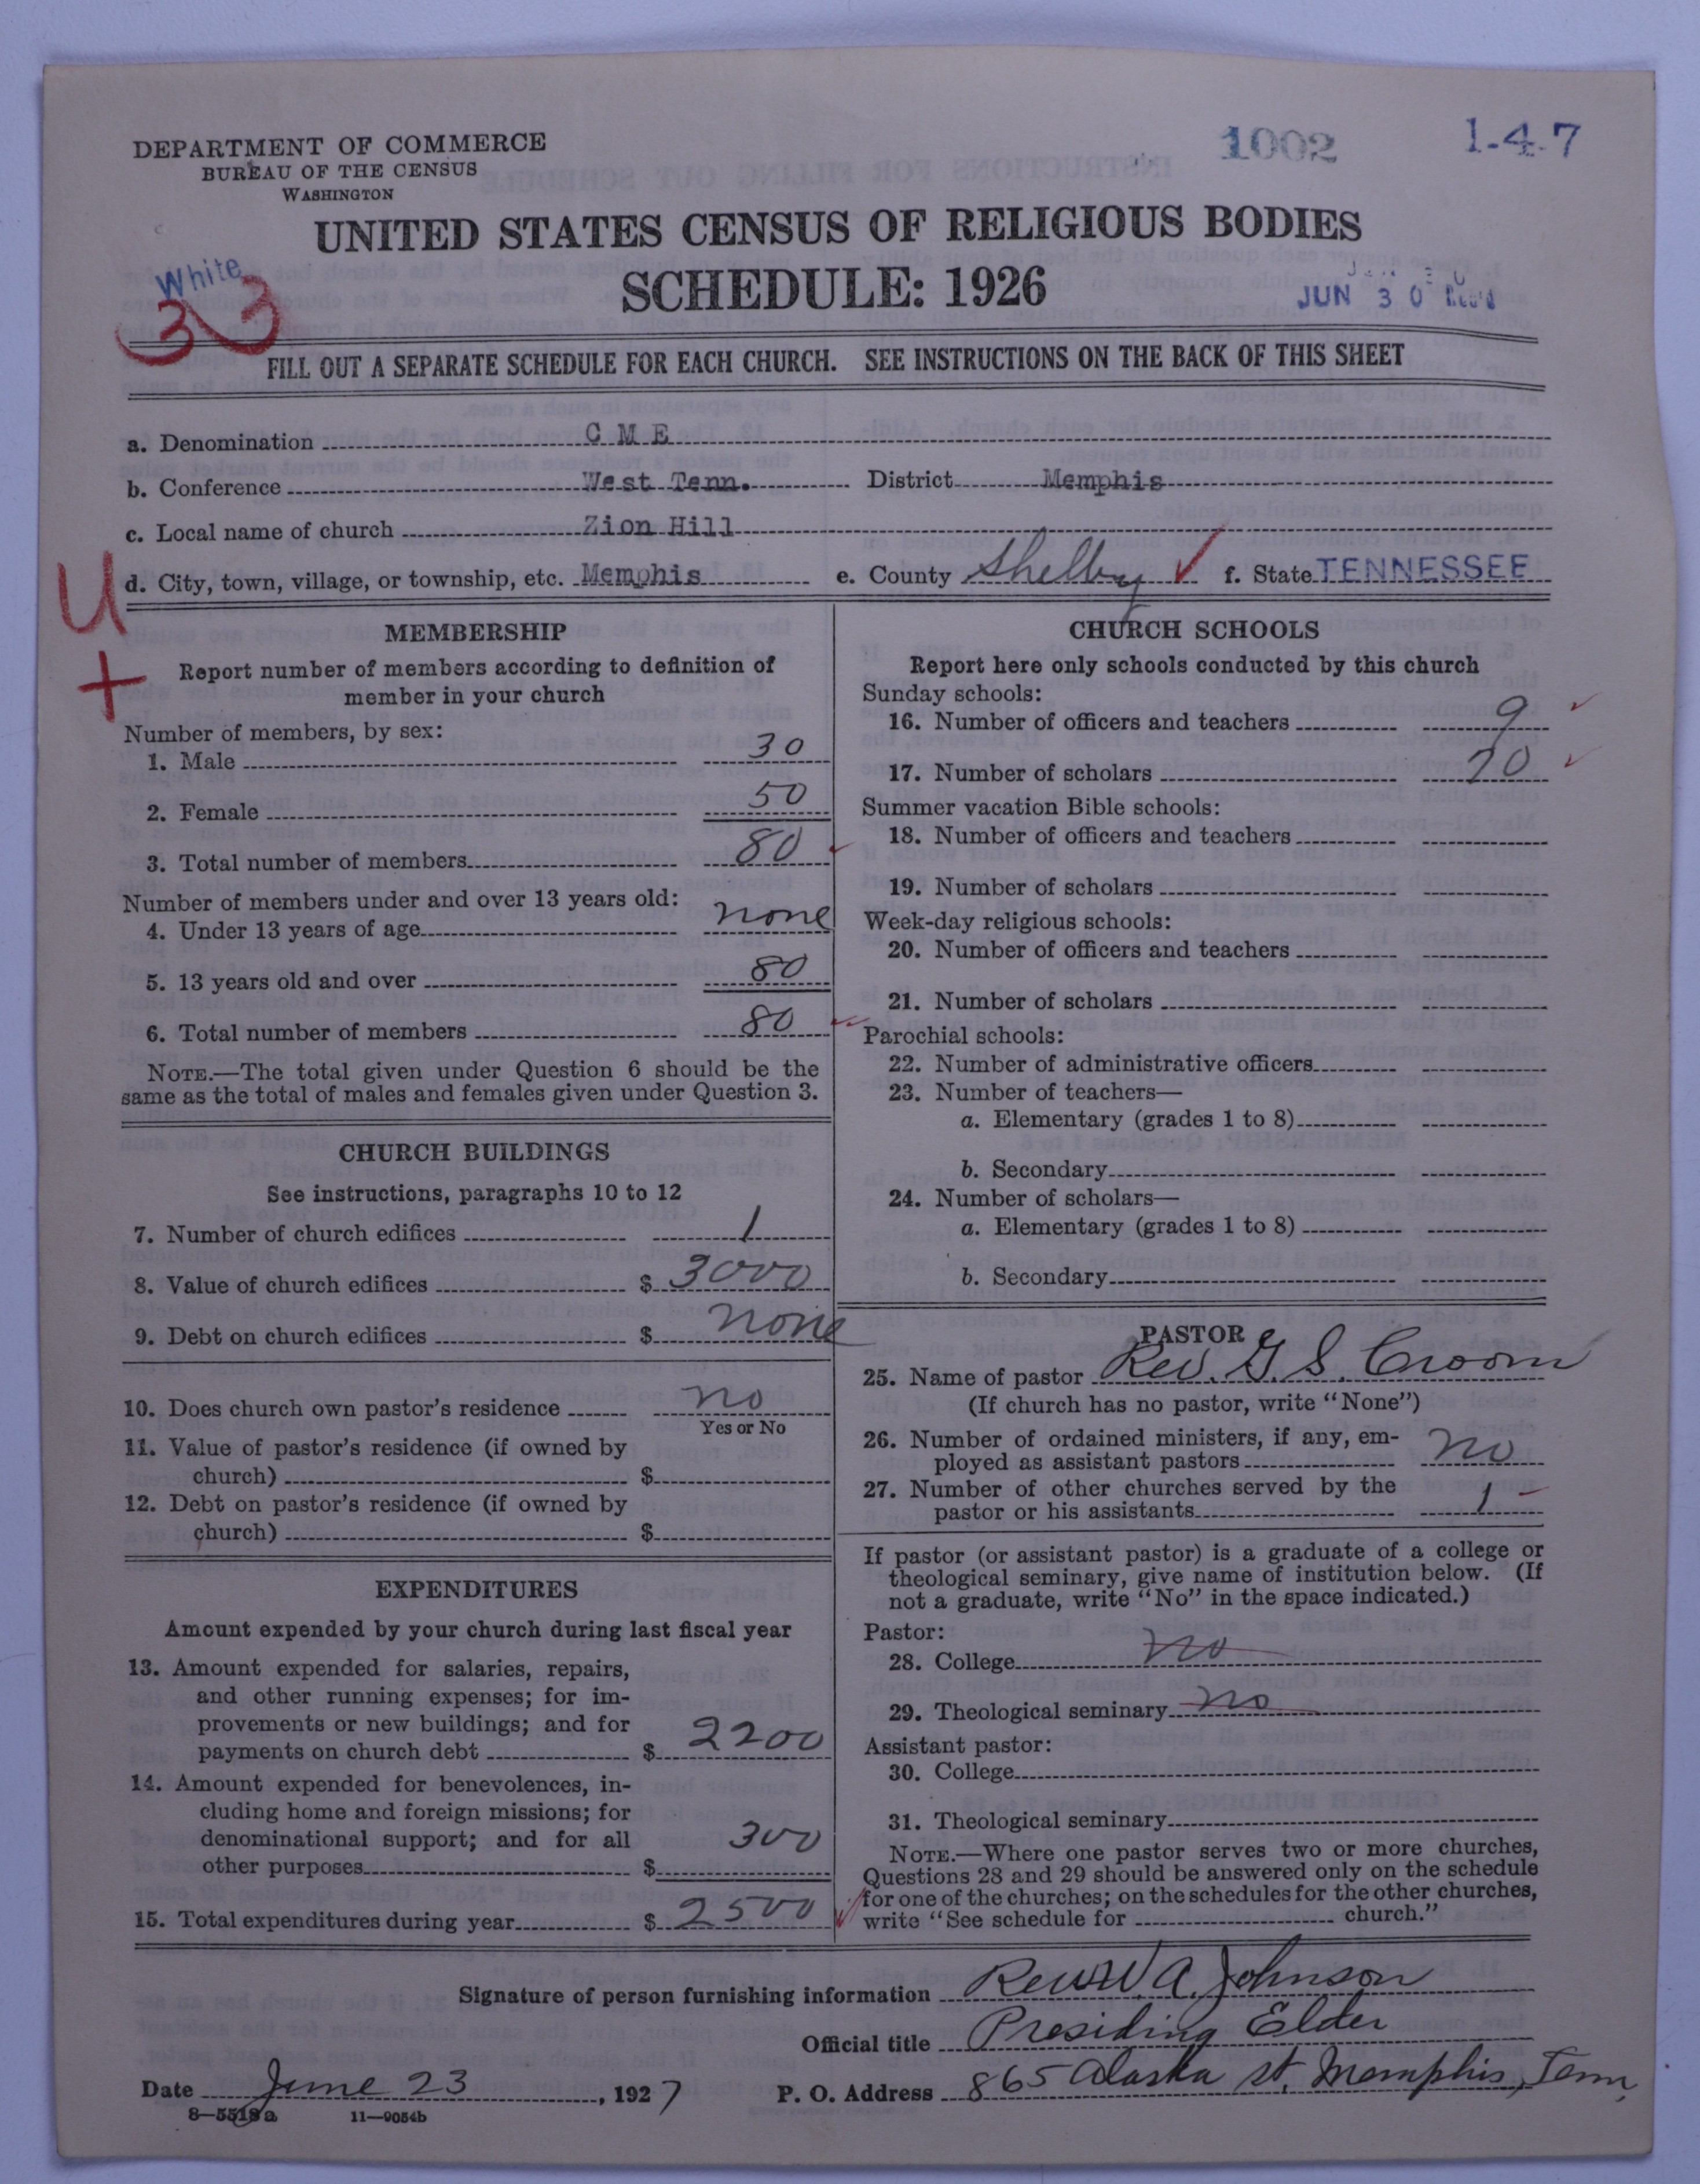 DEPARTMENT OF COMMERCE
BUREAU OF THE CENSUS
WASHINGTON
1002
1-4-7
UNITED STATES CENSUS OF RELIGIOUS BODIES
SCHEDULE: 1926
White
33
JUN 30
FILL OUT A SEPARATE SCHEDULE FOR EACH CHURCH. SEE INSTRUCTIONS ON THE BACK OF THIS SHEET
a. Denomination C M E
b. Conference West Tenn. District Memphis
c. Local name of church Zion Hill
d. City, town, village, or township, etc. Memphis e. County Shelby ✓ f. State TENNESSEE
U
+
MEMBERSHIP
Report number of members according to definition of
member in your church
Number of members, by sex:
1. Male 30
2. Female 50
3. Total number of members 80
Number of members under and over 13 years old:
4. Under 13 years of age none
5. 13 years old and over 80
6. Total number of members 80
NOTE.—The total given under Question 6 should be the
same as the total of males and females given under Question 3.
CHURCH BUILDINGS
See instructions, paragraphs 10 to 12
7. Number of church edifices 1
8. Value of church edifices $ 3000
9. Debt on church edifices $ none
10. Does church own pastor's residence no
Yes or No
11. Value of pastor's residence (if owned by
church) $
12. Debt on pastor's residence (if owned by
church) $
EXPENDITURES
Amount expended by your church during last fiscal year
13. Amount expended for salaries, repairs,
and other running expenses; for im-
provements or new buildings; and for
payments on church debt $ 2200
14. Amount expended for benevolences, in-
cluding home and foreign missions; for
denominational support; and for all
other purposes $ 300
15. Total expenditures during year $ 2500
CHURCH SCHOOLS
Report here only schools conducted by this church
Sunday schools:
16. Number of officers and teachers 9 ✓
17. Number of scholars 70 ✓
Summer vacation Bible schools:
18. Number of officers and teachers
19. Number of scholars
Week-day religious schools:
20. Number of officers and teachers
21. Number of scholars
Parochial schools:
22. Number of administrative officers
23. Number of teachers—
a. Elementary (grades 1 to 8)
b. Secondary
24. Number of scholars—
a. Elementary (grades 1 to 8)
b. Secondary
PASTOR
25. Name of pastor Rev. G. S. Croom
(If church has no pastor, write "None")
26. Number of ordained ministers, if any, em-
ployed as assistant pastors no
27. Number of other churches served by the
pastor or his assistants 1
If pastor (or assistant pastor) is a graduate of a college or
theological seminary, give name of institution below. (If
not a graduate, write "No" in the space indicated.)
Pastor:
28. College no
29. Theological seminary no
Assistant pastor:
30. College
31. Theological seminary
NOTE.—Where one pastor serves two or more churches,
Questions 28 and 29 should be answered only on the schedule
for one of the churches; on the schedules for the other churches,
write "See schedule for church."
Signature of person furnishing information Rev. W. A. Johnson
Official title Presiding Elder
Date June 23, 1927 P. O. Address 865 Alaska st, Memphis, Tenn,
8—5518a 11—9054b